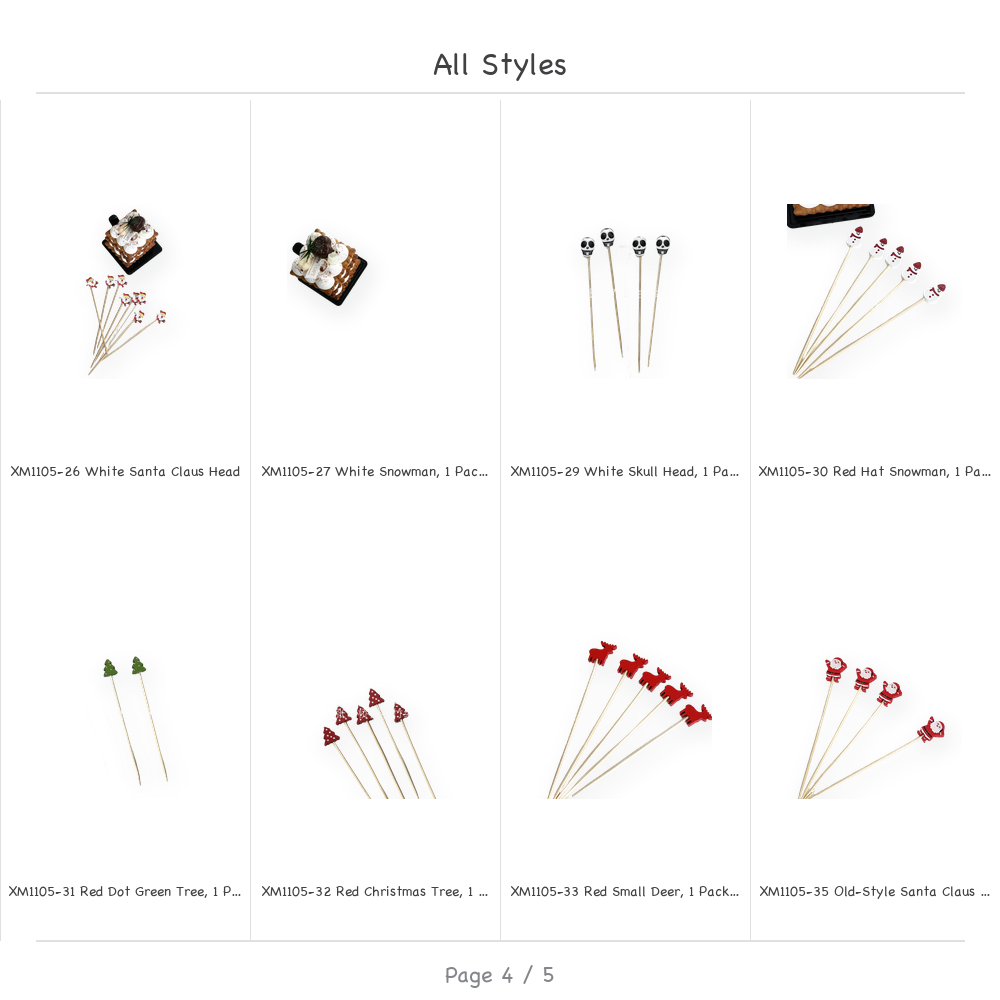 All Styles
XM1105-26 White Santa Claus Head
XM1105-27 White Snowman, 1 Pac...
XM1105-29 White Skull Head, 1 Pa...
XM1105-30 Red Hat Snowman, 1 Pa...
XM1105-31 Red Dot Green Tree, 1 P...
XM1105-32 Red Christmas Tree, 1 ...
XM1105-33 Red Small Deer, 1 Pack...
XM1105-35 Old-Style Santa Claus ...
Page 4 / 5